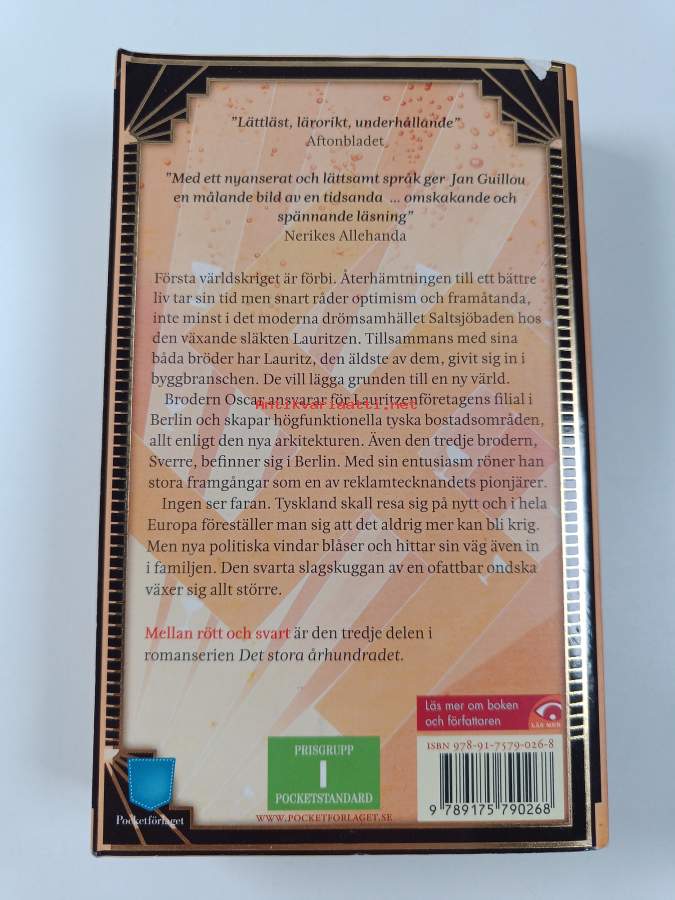 "Lättläst, lärorikt, underhållande"
Aftonbladet
"Med ett nyanserat och lättsamt språk ger Jan Guillou
en målande bild av en tidsanda ... omskakande och
spännande läsning"
Nerikes Allehanda
Första världskriget är förbi. Återhämtningen till ett bättre
liv tar sin tid men snart råder optimism och framåtanda,
inte minst i det moderna drömsamhället Saltsjöbaden hos
den växande släkten Lauritzen. Tillsammans med sina
båda bröder har Lauritz, den äldste av dem, givit sig in i
byggbranschen. De vill lägga grunden till en ny värld.
Brodern Oscar ansvarar för Lauritzenföretagens filial i
Antikvariaatti.Net
Berlin och skapar högfunktionella tyska bostadsområden,
allt enligt den nya arkitekturen. Även den tredje brodern,
Sverre, befinner sig i Berlin. Med sin entusiasm röner han
stora framgångar som en av reklamtecknandets pionjärer.
Ingen ser faran. Tyskland skall resa sig på nytt och i hela
Europa föreställer man sig att det aldrig mer kan bli krig.
Men nya politiska vindar blåser och hittar sin väg även in
i familjen. Den svarta slagskuggan av en ofattbar ondska
växer sig allt större.
Mellan rött och svart är den tredje delen i
romanserien Det stora århundradet.
Läs mer om boken
och författaren
LÄS MER
ISBN 978-91-7579-026-8
PRISGRUPP
I
POCKETSTANDARD
WWW.POCKETFORLAGET.SE
Pocketförlaget
9 789175 790268